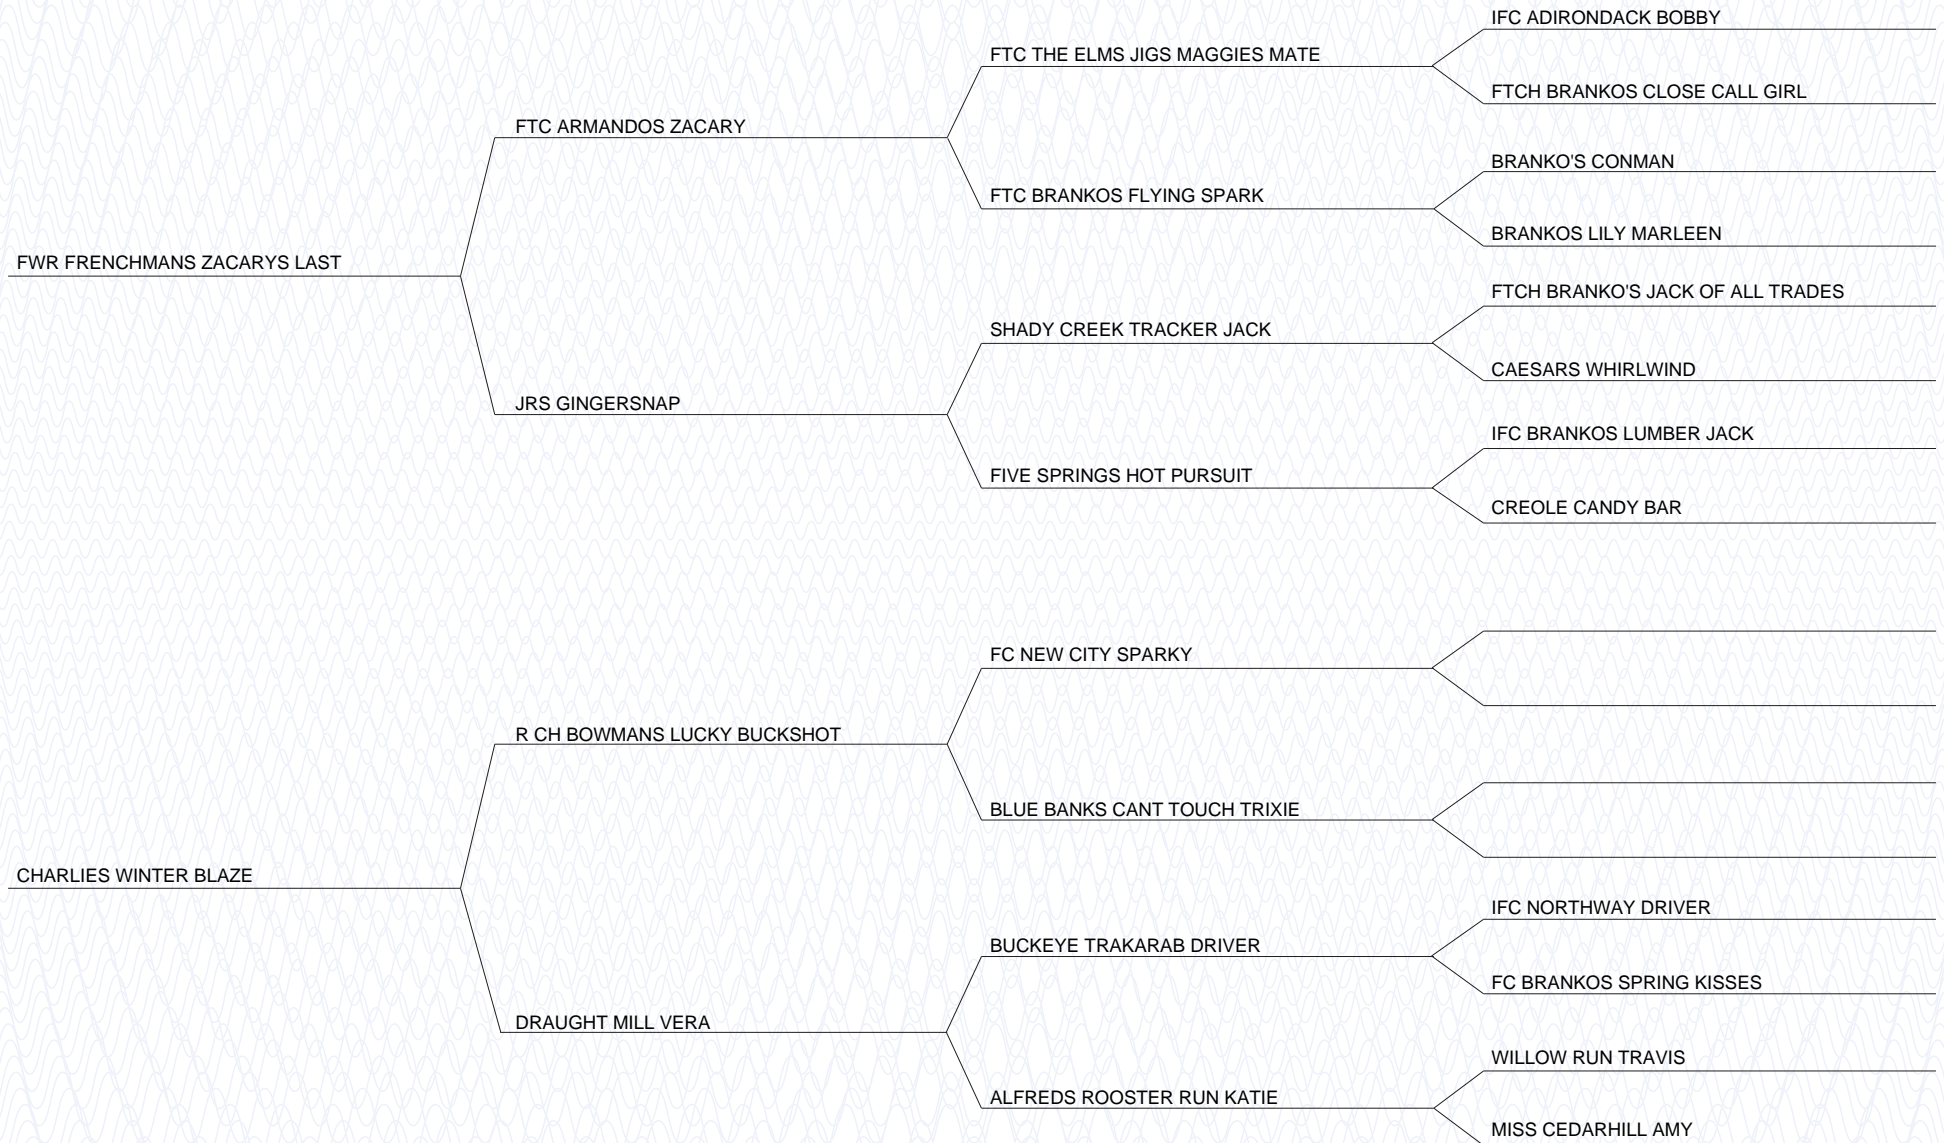 IFC ADIRONDACK BOBBY
FTC THE ELMS JIGS MAGGIES MATE
FTCH BRANKOS CLOSE CALL GIRL
FTC ARMANDOS ZACARY
BRANKO'S CONMAN
FTC BRANKOS FLYING SPARK
BRANKOS LILY MARLEEN
FWR FRENCHMANS ZACARYS LAST
FTCH BRANKO'S JACK OF ALL TRADES
SHADY CREEK TRACKER JACK
CAESARS WHIRLWIND
JRS GINGERSNAP
IFC BRANKOS LUMBER JACK
FIVE SPRINGS HOT PURSUIT
CREOLE CANDY BAR
FC NEW CITY SPARKY
R CH BOWMANS LUCKY BUCKSHOT
BLUE BANKS CANT TOUCH TRIXIE
CHARLIES WINTER BLAZE
IFC NORTHWAY DRIVER
BUCKEYE TRAKARAB DRIVER
FC BRANKOS SPRING KISSES
DRAUGHT MILL VERA
WILLOW RUN TRAVIS
ALFREDS ROOSTER RUN KATIE
MISS CEDARHILL AMY